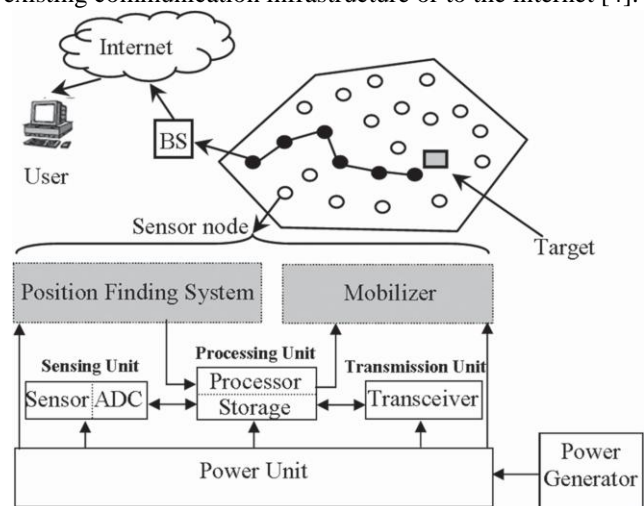 existing communication infrastructure or to the internet [4].
Internet
BS
User
Sensor node
Target
Position Finding System
Mobilizer
Sensing Unit
Processing Unit
Transmission Unit
Sensor ADC
Processor
Storage
Transceiver
Power Unit
Power
Generator